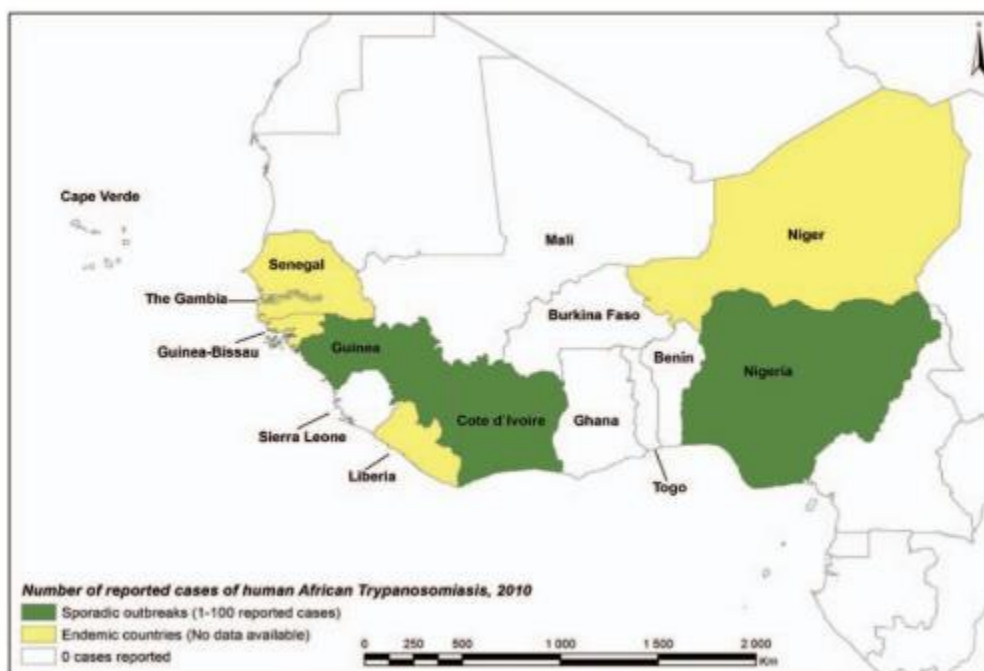 Cape Verde
Mali
Niger
Senegal
The Gambia
Burkina Faso
Guinea-Bissau
Guinea
Benin
Nigeria
Cote d'Ivoire
Ghana
Sierra Leone
Liberia
Togo
Number of reported cases of human African Trypanosomiasis, 2010
Sporadic outbreaks (1-100 reported cases)
Endemic countries (No data available)
0 cases reported
0 250 500 1 000 1 500 2 000
Km